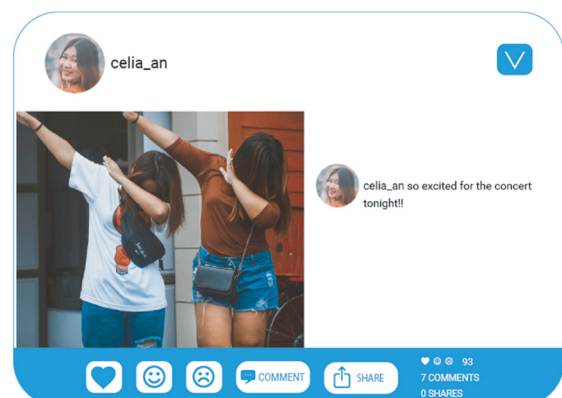 celia_an
celia_an so excited for the concert
tonight!!
COMMENT
SHARE
93
7 COMMENTS
0 SHARES